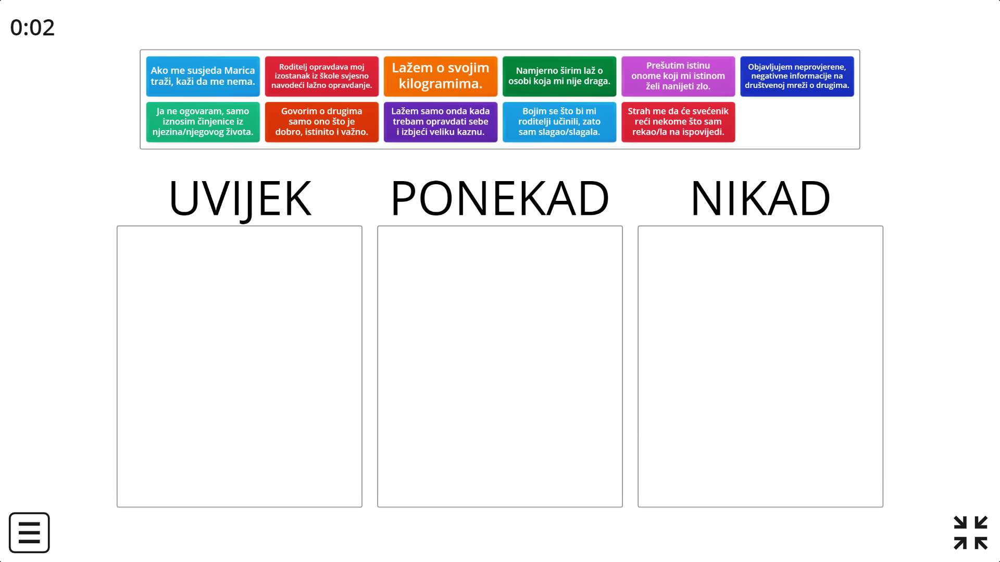 0:02
Ako me susjeda Marica
traži, kaži da me nema.
Roditelj opravdava moj
izostanak iz škole svjesno
navodeći lažno opravdanje.
Lažem o svojim
kilogramima.
Namjerno širim laž o
osobi koja mi nije draga.
Prešutim istinu
onome koji mi istinom
želi nanijeti zlo.
Objavljujem neprovjerene,
negativne informacije na
društvenoj mreži o drugima.
Ja ne ogovaram, samo
iznosim činjenice iz
njezina/njegovog života.
Govorim o drugima
samo ono što je
dobro, istinito i važno.
Lažem samo onda kada
trebam opravdati sebe
i izbjeći veliku kaznu.
Bojim se što bi mi
roditelji učinili, zato
sam slagao/slagala.
Strah me da će svećenik
reći nekome što sam
rekao/la na ispovijedi.
UVIJEK
PONEKAD
NIKAD